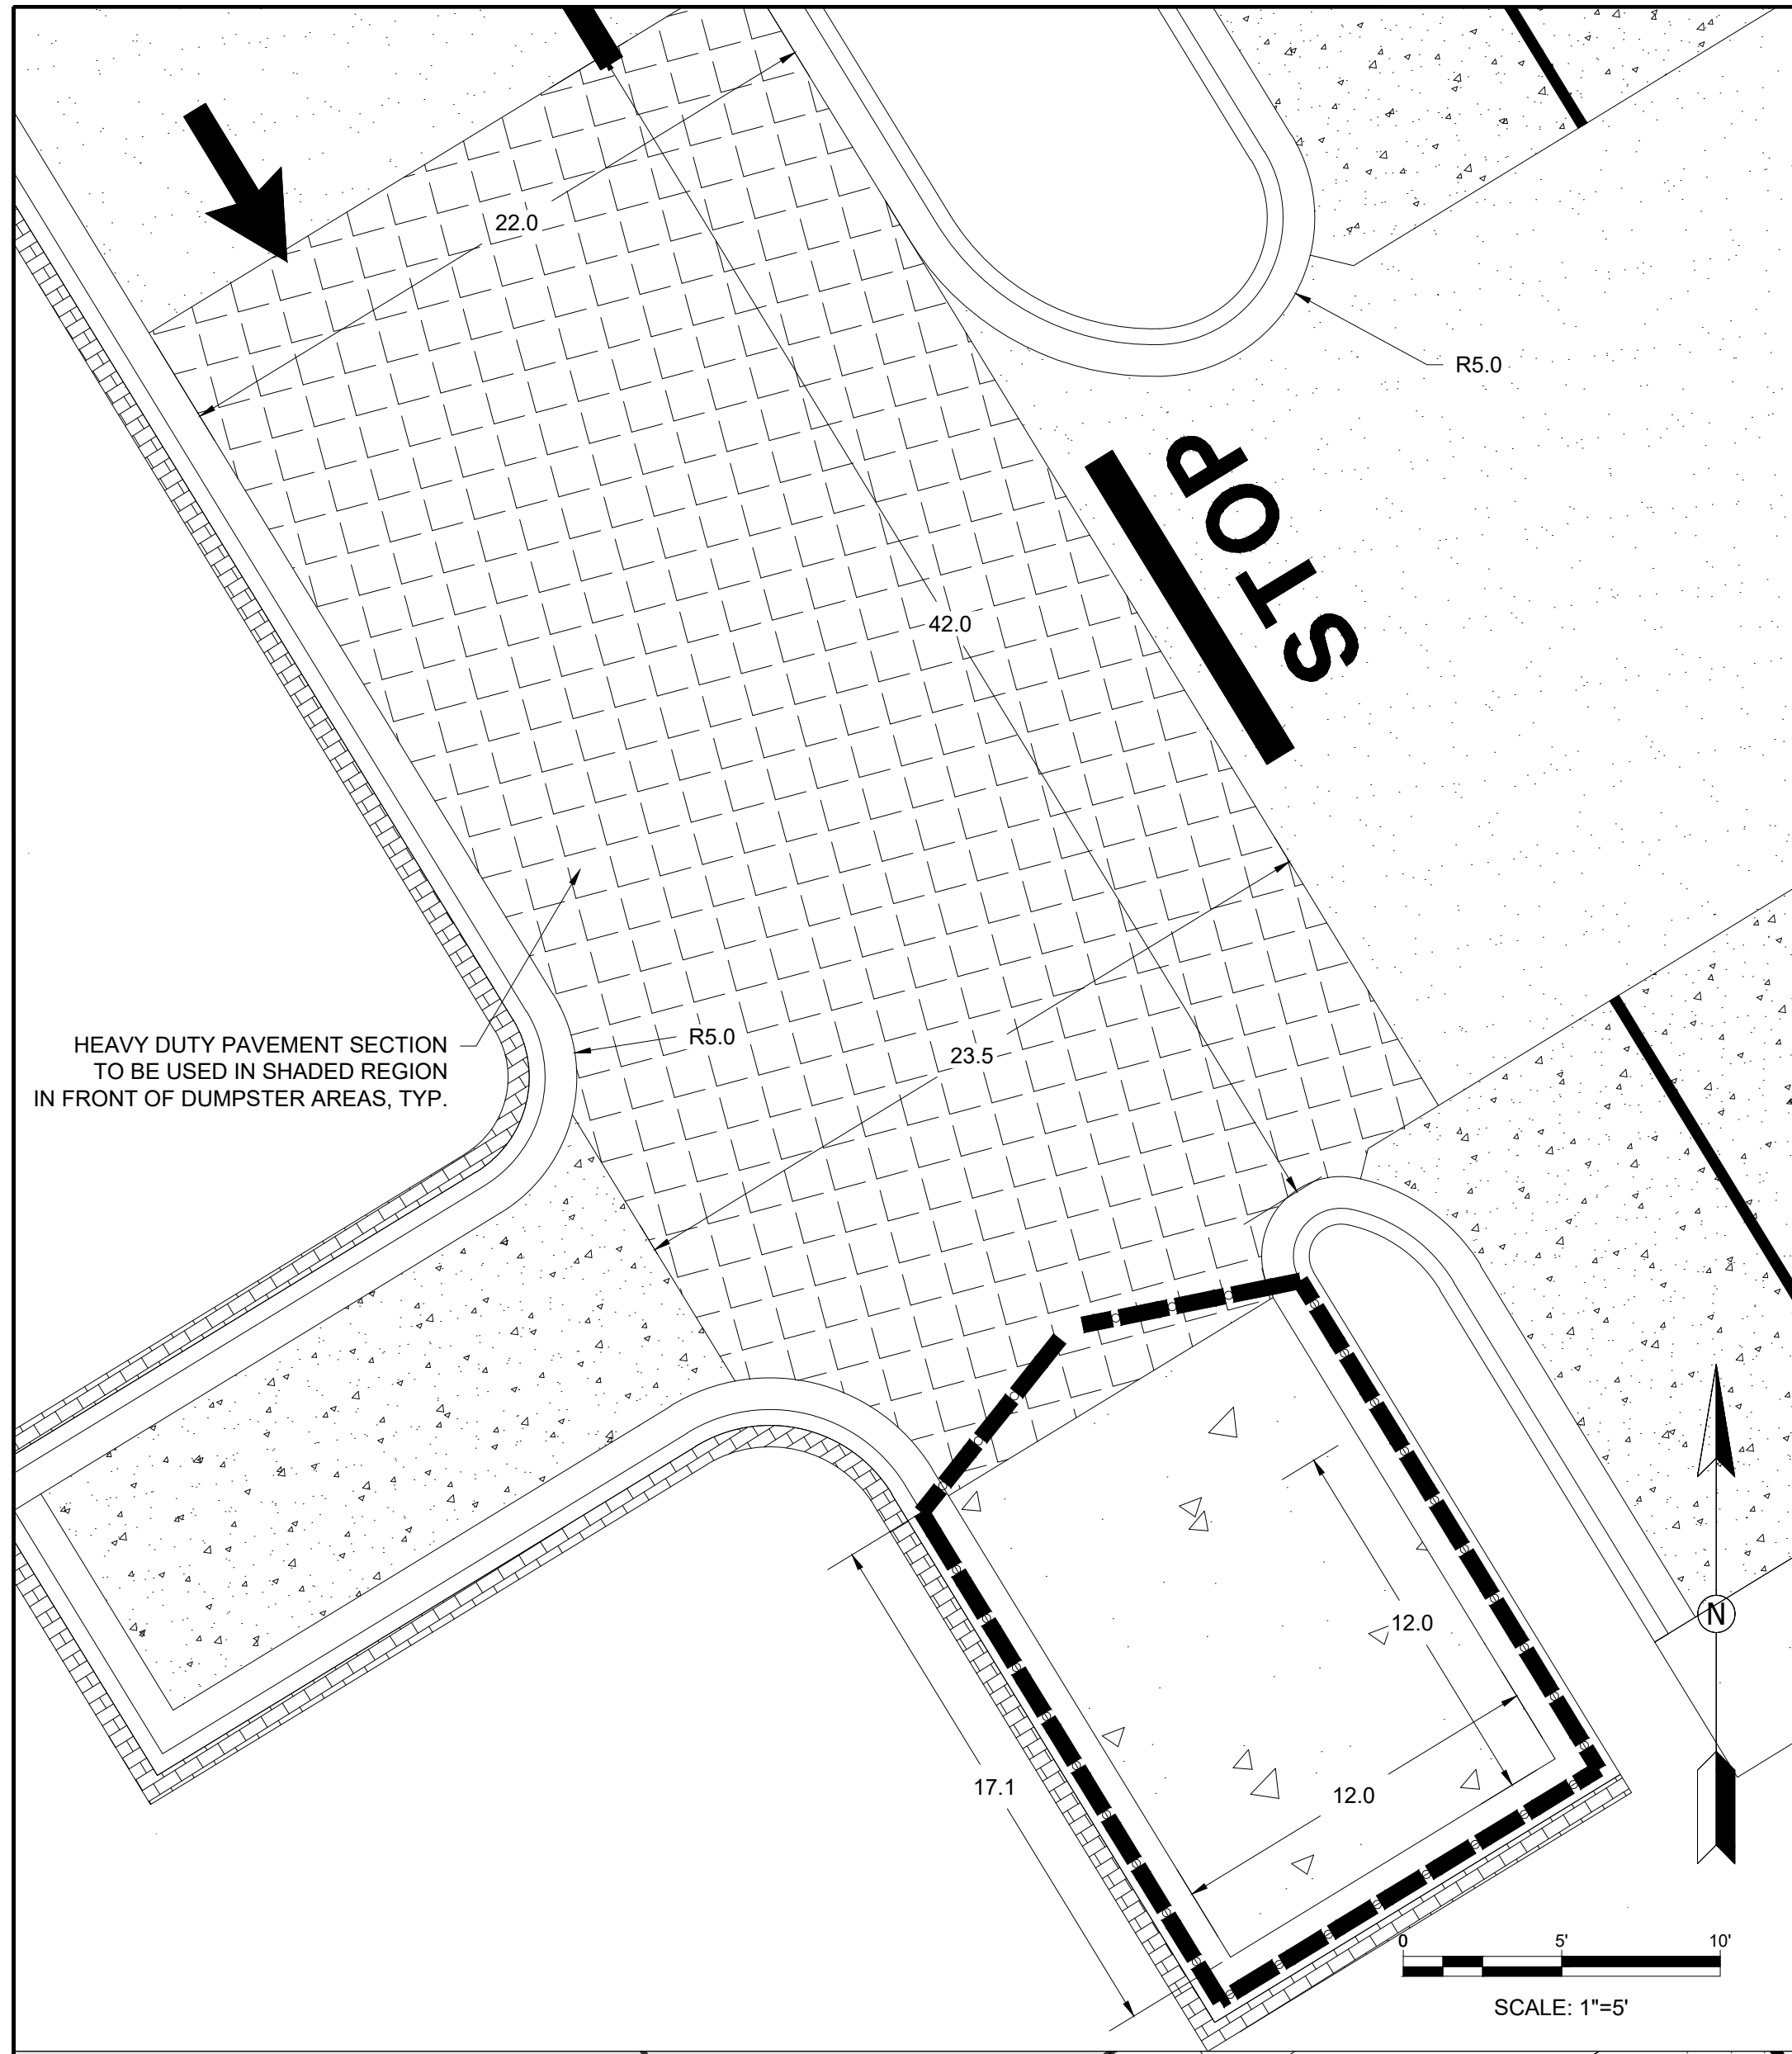 22.0
R5.0
STOP
42.0
HEAVY DUTY PAVEMENT SECTION
TO BE USED IN SHADED REGION
IN FRONT OF DUMPSTER AREAS, TYP.
R5.0
23.5
12.0
N
17.1
12.0
0 5' 10'
SCALE: 1"=5'